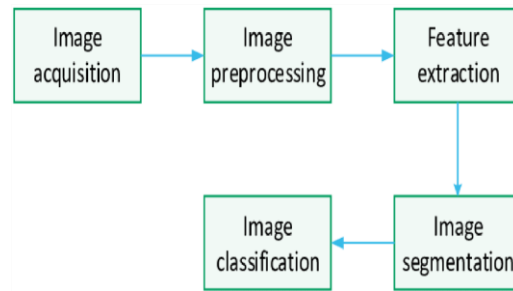 Image
acquisition
Image
preprocessing
Feature
extraction
Image
segmentation
Image
classification